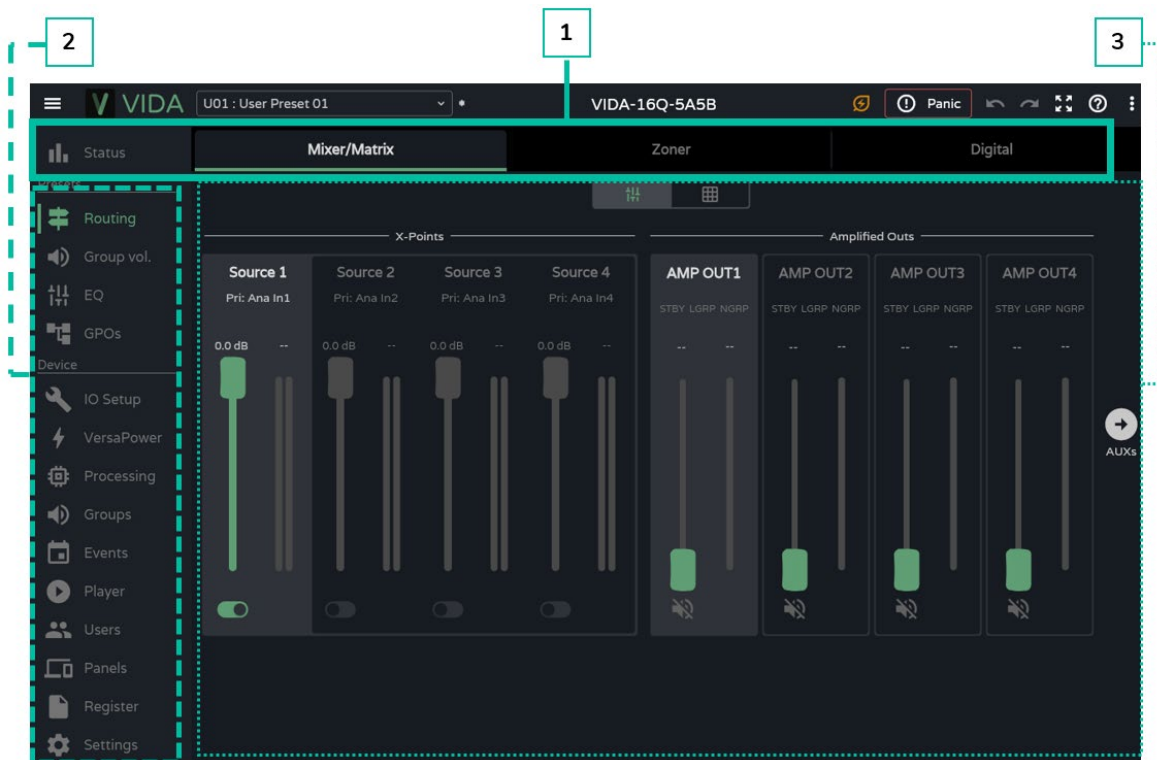 2
1
3
VIDA
U01 : User Preset 01
VIDA-16Q-5A5B
Panic
Status
Mixer/Matrix
Zoner
Digital
Presets
Routing
Group vol.
EQ
GPOs
Device
IO Setup
VersaPower
Processing
Groups
Events
Player
Users
Panels
Register
Settings
X-Points
Amplified Outs
Source 1
Source 2
Source 3
Source 4
Pri: Ana In1
Pri: Ana In2
Pri: Ana In3
Pri: Ana In4
0.0 dB --
0.0 dB --
0.0 dB --
0.0 dB --
AMP OUT1
AMP OUT2
AMP OUT3
AMP OUT4
STBY LGRP NGRP
STBY LGRP NGRP
STBY LGRP NGRP
STBY LGRP NGRP
-- --
-- --
-- --
-- --
AUXs